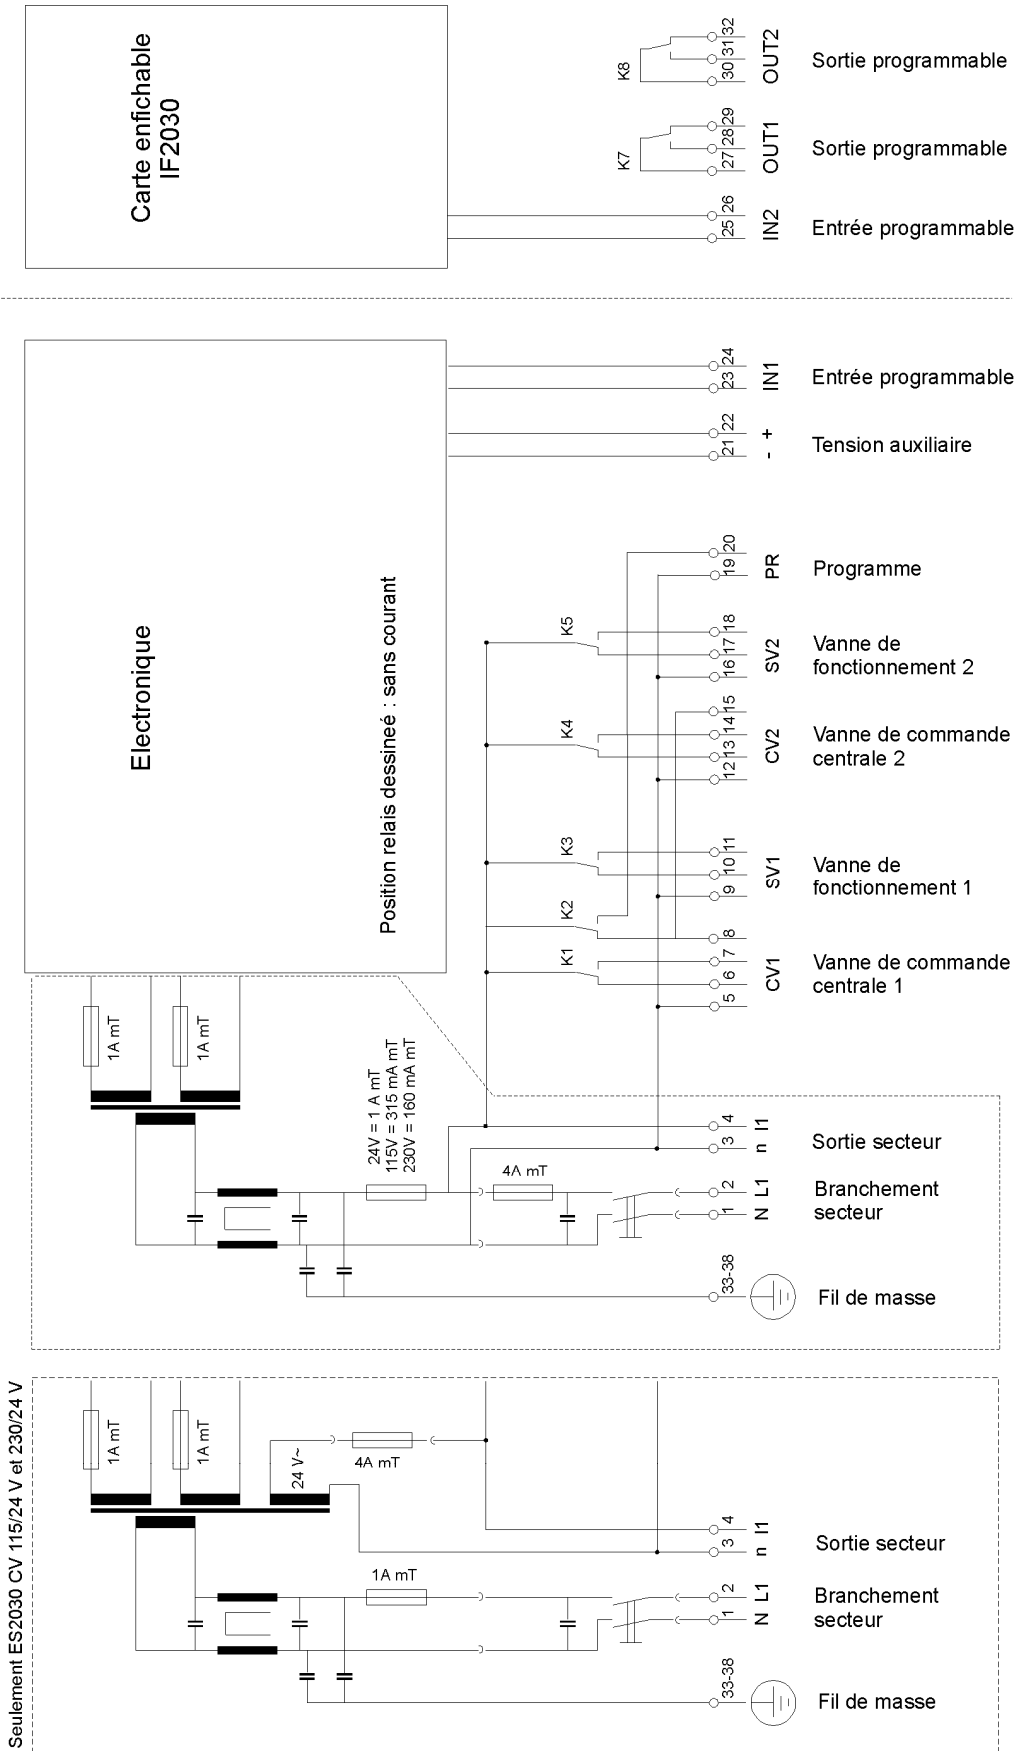 Carte enfichable
IF2030
K8
32
31
30
OUT2
Sortie programmable
K7
29
28
27
OUT1
Sortie programmable
26
25
IN2
Entrée programmable
Electronique
Position relais dessineé : sans courant
24
23
IN1
Entrée programmable
22
21
+
-
Tension auxiliaire
20
19
PR
Programme
K5
18
17
16
SV2
Vanne de
fonctionnement 2
K4
15
14
13
12
CV2
Vanne de commande
centrale 2
K3
11
10
9
SV1
Vanne de
fonctionnement 1
K2
8
K1
7
6
5
CV1
Vanne de commande
centrale 1
1A mT
1A mT
24V = 1 A mT
115V = 315 mA mT
230V = 160 mA mT
4 l1
3 n
Sortie secteur
4A mT
2 L1
1 N
Branchement
secteur
33-38
Fil de masse
Seulement ES2030 CV 115/24 V et 230/24 V
1A mT
1A mT
24 V~
4A mT
4 l1
3 n
Sortie secteur
1A mT
2 L1
1 N
Branchement
secteur
33-38
Fil de masse